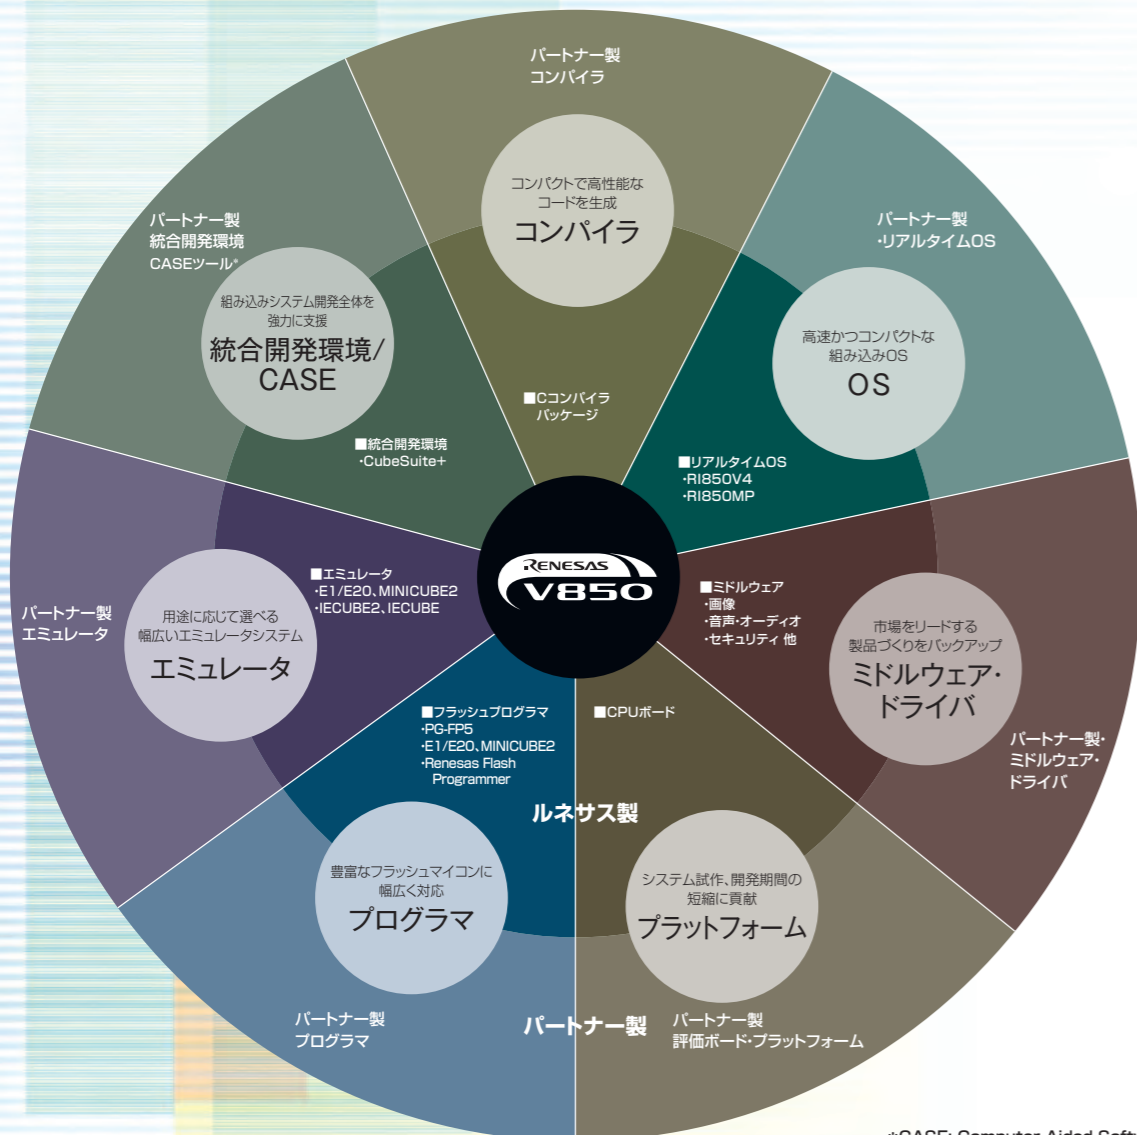 パートナー製
コンパイラ
コンパクトで高性能な
コードを生成
コンパイラ
■Cコンパイラ
パッケージ
パートナー製
・リアルタイムOS
高速かつコンパクトな
組み込みOS
OS
■リアルタイムOS
・RI850V4
・RI850MP
■ミドルウェア
・画像
・音声・オーディオ
・セキュリティ 他
市場をリードする
製品づくりをバックアップ
ミドルウェア・
ドライバ
パートナー製・
ミドルウェア・
ドライバ
■CPUボード
システム試作、開発期間の
短縮に貢献
プラットフォーム
パートナー製
評価ボード・プラットフォーム
ルネサス製
パートナー製
■フラッシュプログラマ
・PG-FP5
・E1/E20、MINICUBE2
・Renesas Flash
Programmer
豊富なフラッシュマイコンに
幅広く対応
プログラマ
パートナー製
プログラマ
■エミュレータ
・E1/E20、MINICUBE2
・IECUBE2、IECUBE
用途に応じて選べる
幅広いエミュレータシステム
エミュレータ
パートナー製
エミュレータ
パートナー製
統合開発環境
CASEツール*
組み込みシステム開発全体を
強力に支援
統合開発環境/
CASE
■統合開発環境
・CubeSuite+
RENESAS
V850
*CASE: Computer Aided